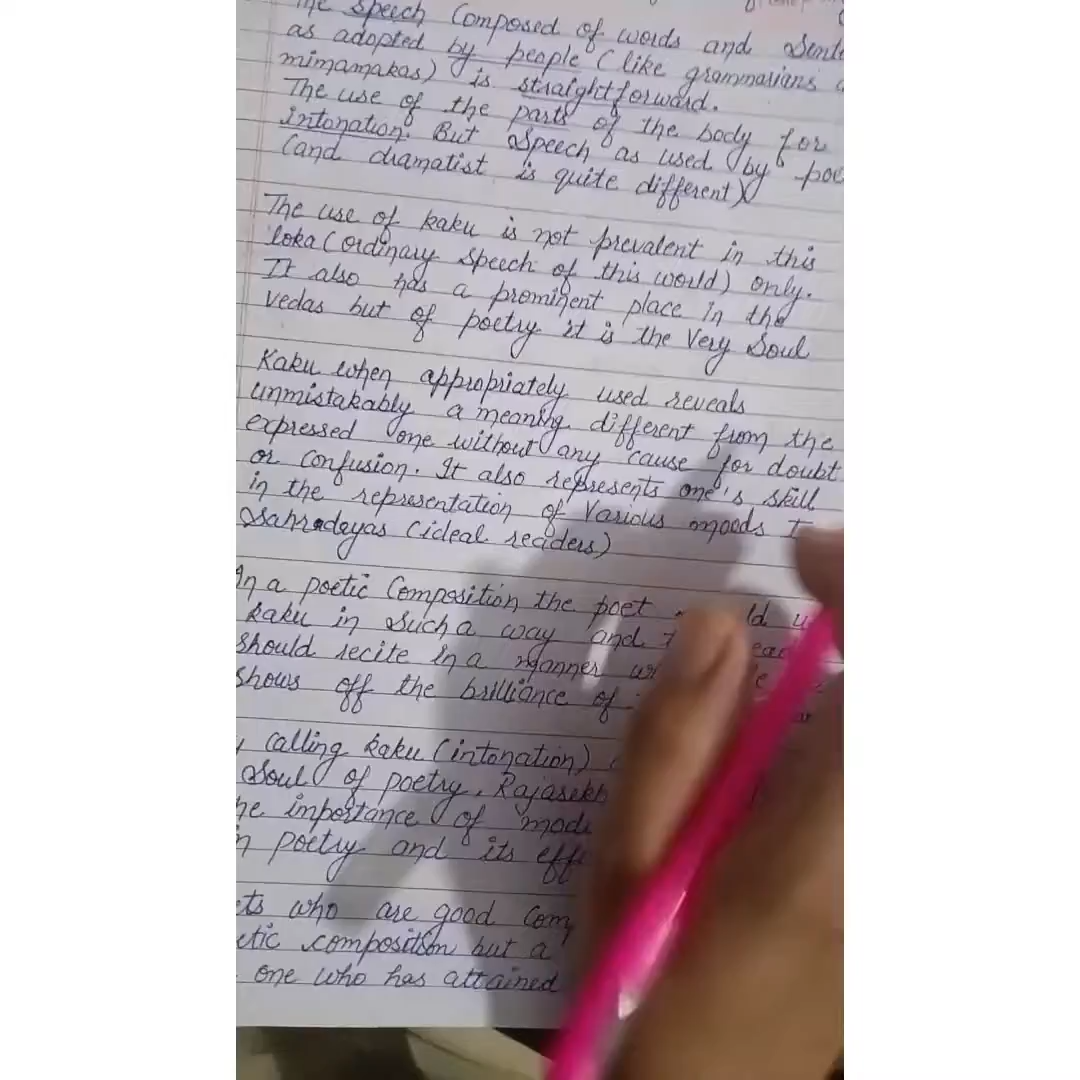 The speech Composed of words and
as adopted by people (like grammarians
mimamakas) is straightforward.
The use of the parts of the body for
intonation. But Speech as used by
(and dramatist is quite different)
The use of kaku is not prevalent in this
loka (ordinary speech of this world) only.
It also has a prominent place in the
vedas but of poetry it is the Very Soul
Kaku when appropriately used reveals
unmistakably a meaning different from the
expressed one without any cause for doubt
or confusion. It also represents one's skill
in the representation of Various moods
Sahradayas (ideal readers)
In a poetic Composition the poet
kaku in Such a way and
should recite in a manner
shows off the brilliance of
calling kaku (intonation)
Soul of poetry. Rajasekh
importance of
poetry and its
who are good
composition but a
one who has attained